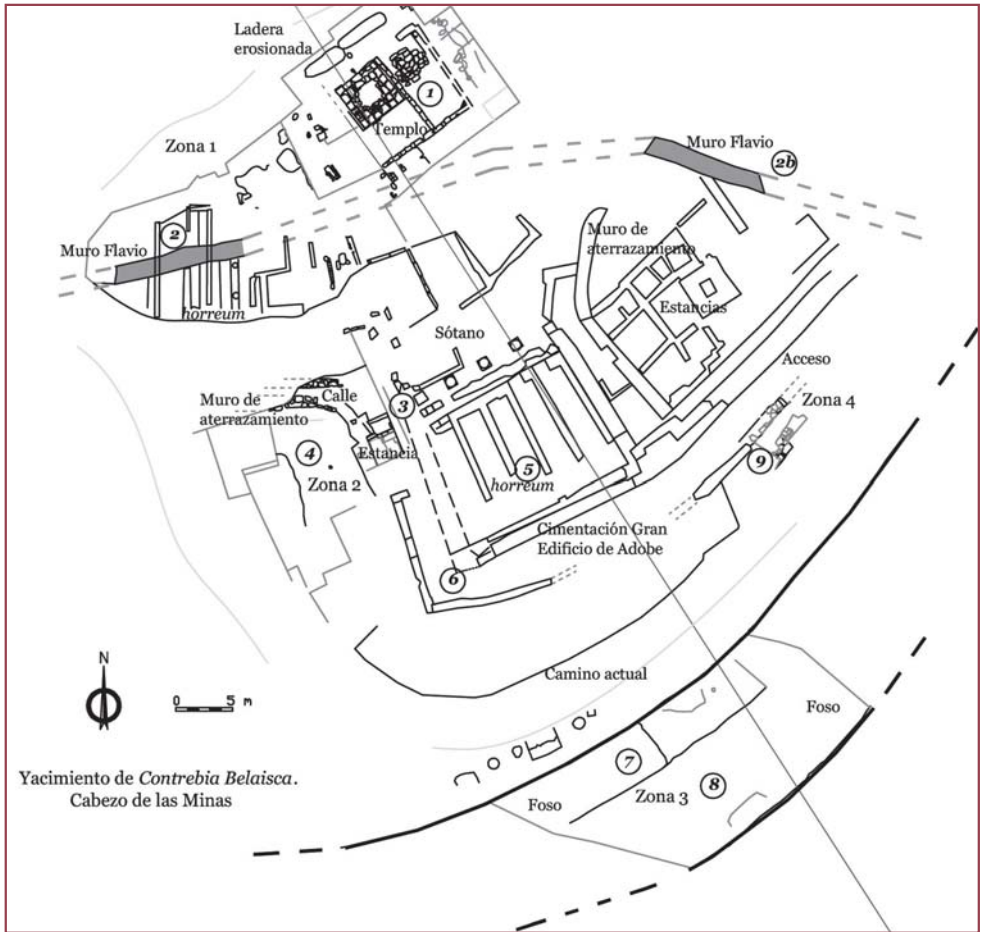 Ladera
erosionada
1
Templo
Zona 1
Muro Flavio
2b
2
Muro Flavio
horreum
Muro de
aterrazamiento
Estancias
Sótano
Acceso
Calle
Muro de
aterrazamiento
3
Zona 4
4
Estancia
5
9
Zona 2
horreum
Cimentación Gran
Edificio de Adobe
6
N
Camino actual
0 5 m
Foso
7
8
Yacimiento de Contrebia Belaisca.
Cabezo de las Minas
Foso
Zona 3